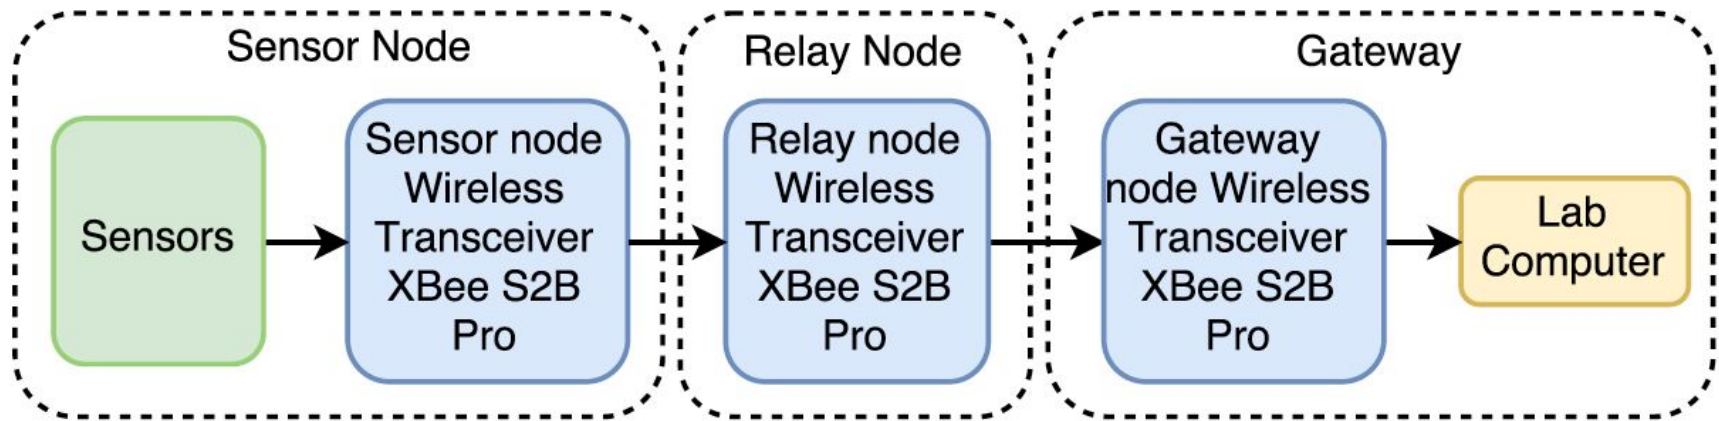 Sensor Node
Sensors
Sensor node
Wireless
Transceiver
XBee S2B
Pro
Relay Node
Relay node
Wireless
Transceiver
XBee S2B
Pro
Gateway
Gateway
node Wireless
Transceiver
XBee S2B
Pro
Lab
Computer